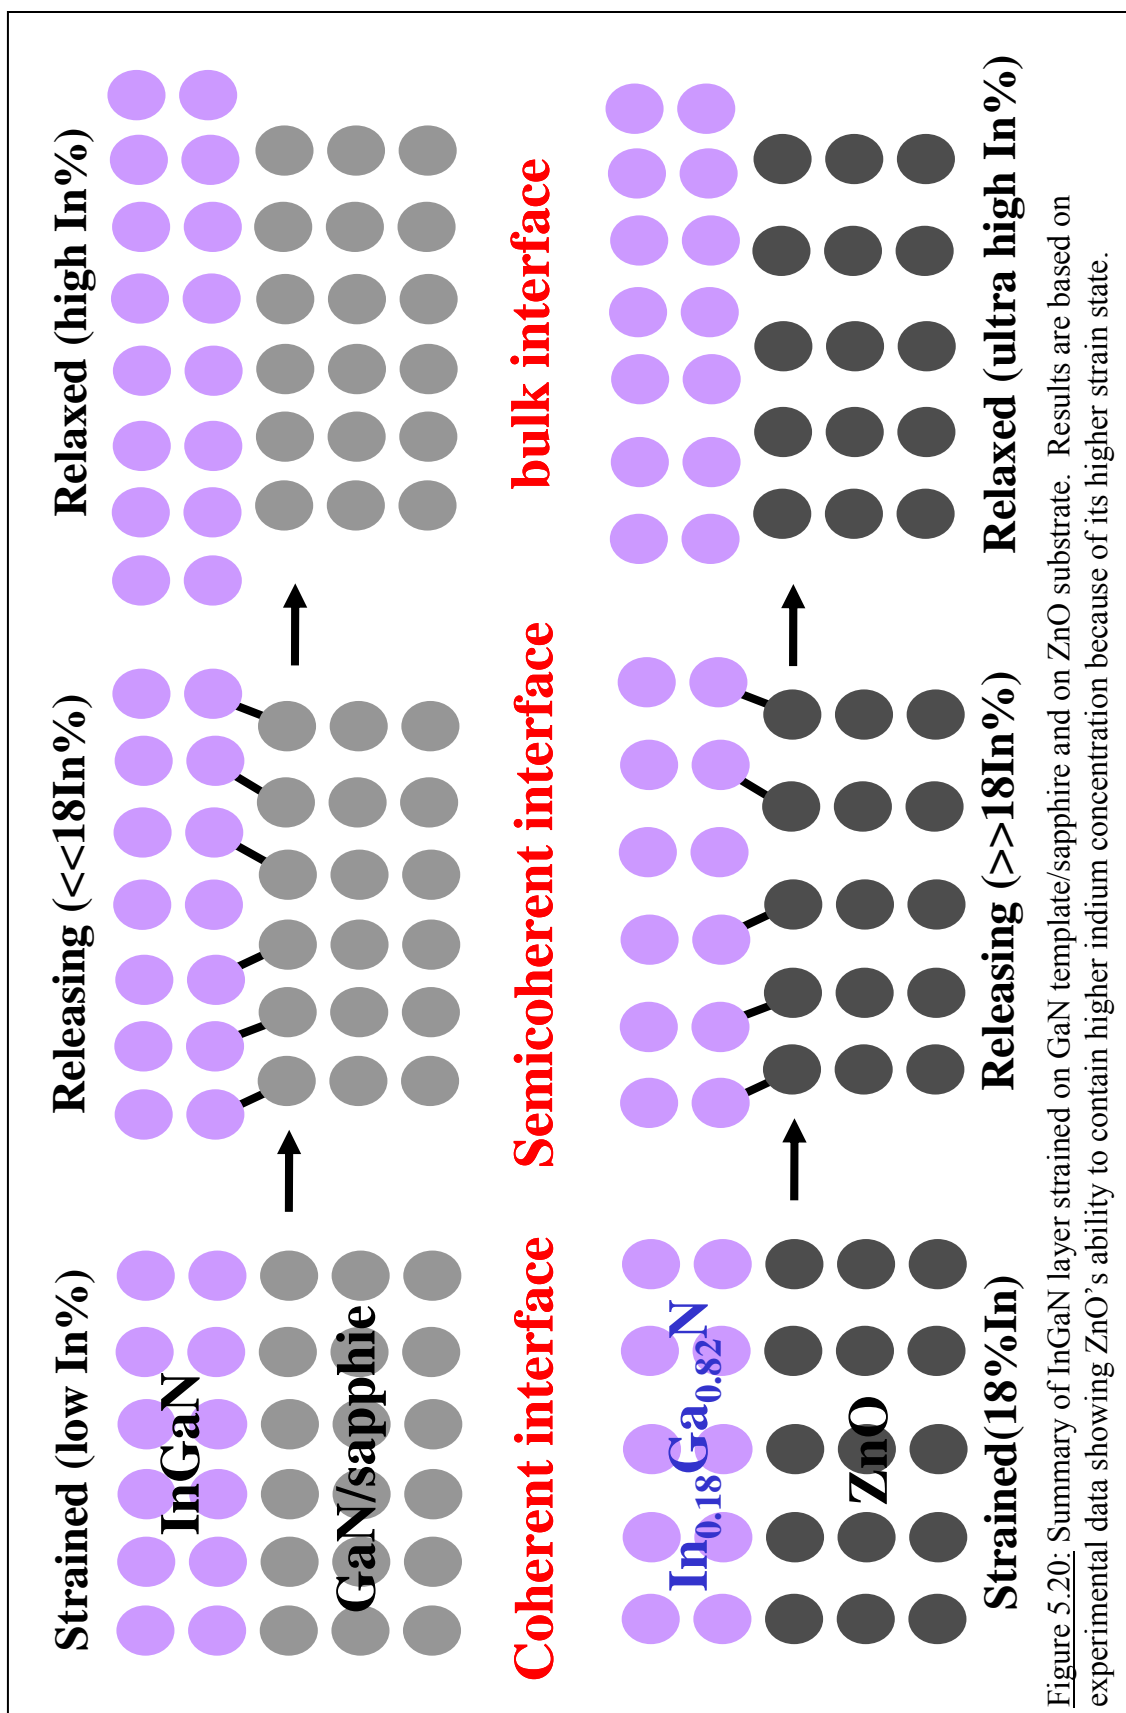 Strained (low In%)
Releasing (<<18In%)
Relaxed (high In%)
InGaN
GaN/sapphie
Coherent interface
Semicoherent interface
bulk interface
In0.18Ga0.82N
ZnO
Strained(18%In)
Releasing (>>18In%)
Relaxed (ultra high In%)
Figure 5.20: Summary of InGaN layer strained on GaN template/sapphire and on ZnO substrate. Results are based on
experimental data showing ZnO’s ability to contain higher indium concentration because of its higher strain state.